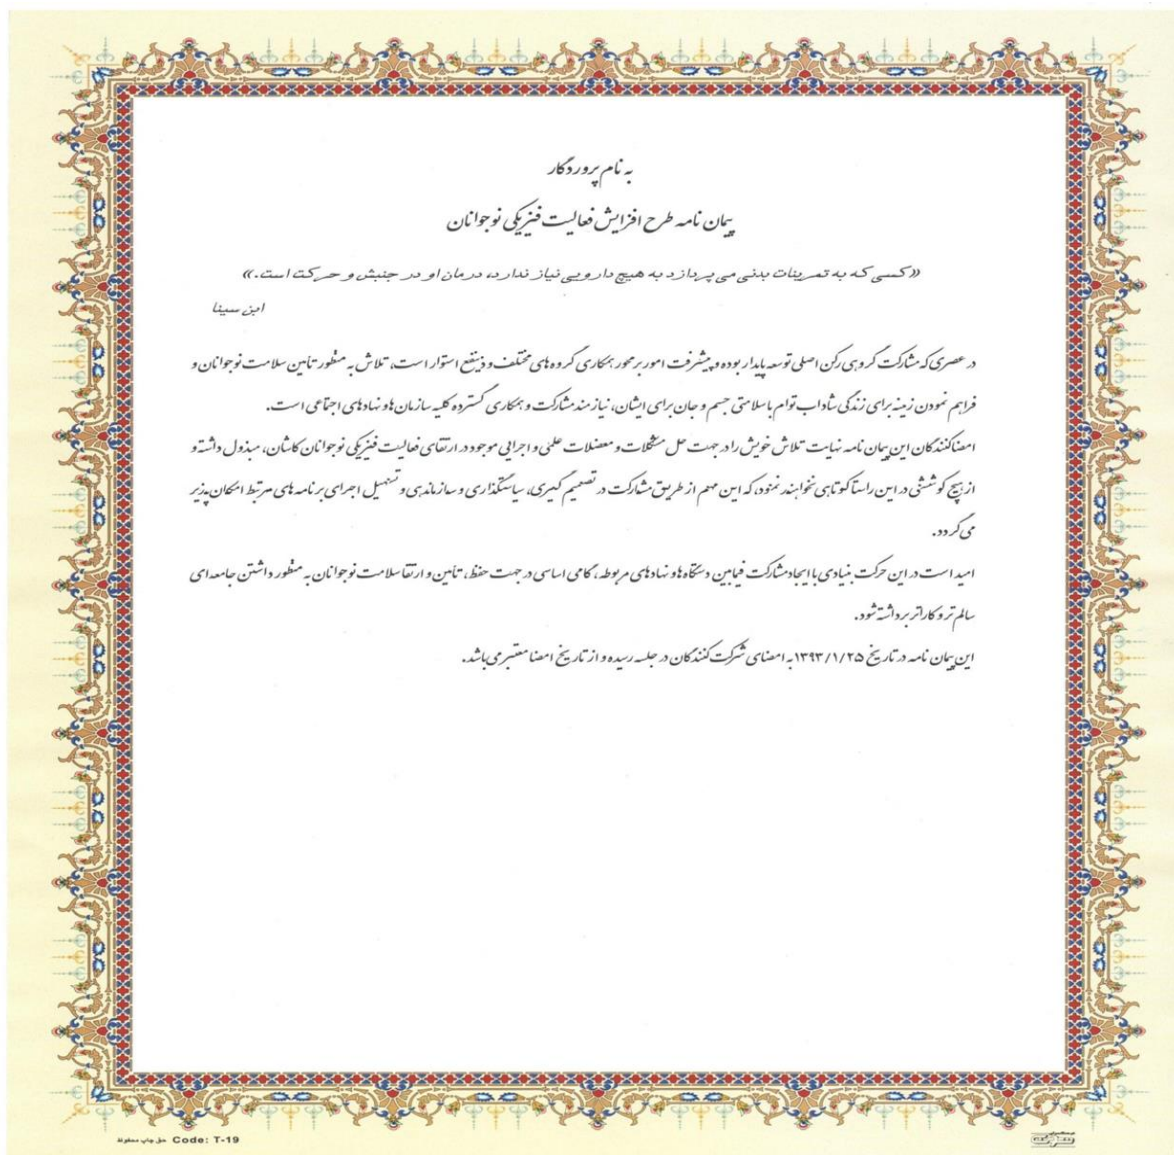 به نام پروردگار
پیمان نامه طرح افزایش فعالیت فیزیکی نوجوانان
«کسی که به تمرینات بدنی می پردازد به هیچ دارویی نیاز ندارد، درمان او در جنبش و حرکت است.»
ابن سینا
در عصری که مشارکت گروهی رکن اصلی توسعه پایدار بوده و پیشرفت امور بر محور همکاری گروه های مختلف و ذینفع استوار است، تلاش به منظور تأمین سلامت نوجوانان و
فراهم نمودن زمینه برای زندگی شاداب توام با سلامتی جسم و جان برای ایشان، نیازمند مشارکت و همکاری گسترده کلیه سازمان ها و نهادهای اجتماعی است.
امضاکنندگان این پیمان نامه نهایت تلاش خویش را در جهت حل مشکلات و معضلات علمی و اجرایی موجود در ارتقای فعالیت فیزیکی نوجوانان کاشان، مبذول داشته و
از هیچ کوششی در این راستا کوتاهی نخواهند نمود، که این مهم از طریق مشارکت در تصمیم گیری، سیاستگذاری و سازماندهی و تسهیل اجرای برنامه های مرتبط امکان پذیر
می گردد.
امید است در این حرکت بنیادی با ایجاد مشارکت فیمابین دستگاه ها و نهادهای مربوطه، گامی اساسی در جهت حفظ، تأمین و ارتقا سلامت نوجوانان به منظور داشتن جامعه ای
سالم تر و کاراتر برداشته شود.
این پیمان نامه در تاریخ ۱۳۹۳/۱/۲۵ به امضای شرکت کنندگان در جلسه رسیده و از تاریخ امضا معتبر می باشد.
حق چاپ محفوظ Code: T-19